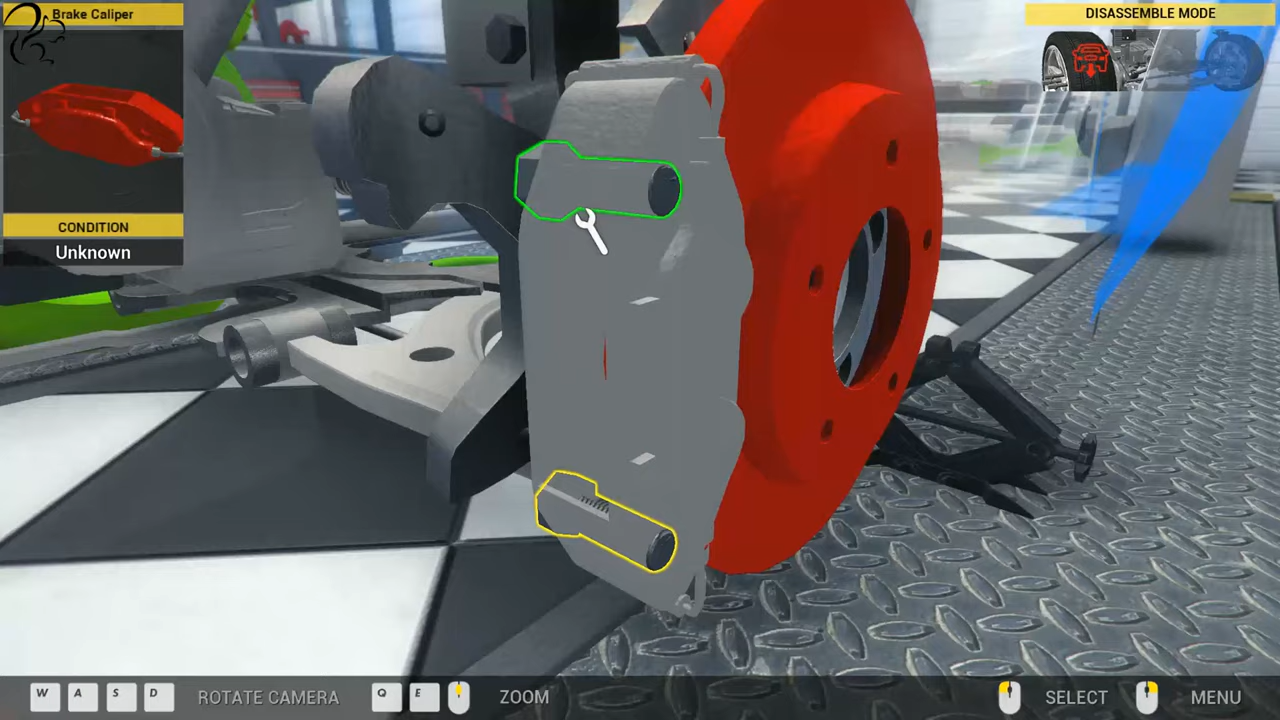 Brake Caliper
CONDITION
Unknown
DISASSEMBLE MODE
W A S D ROTATE CAMERA Q E ZOOM SELECT MENU